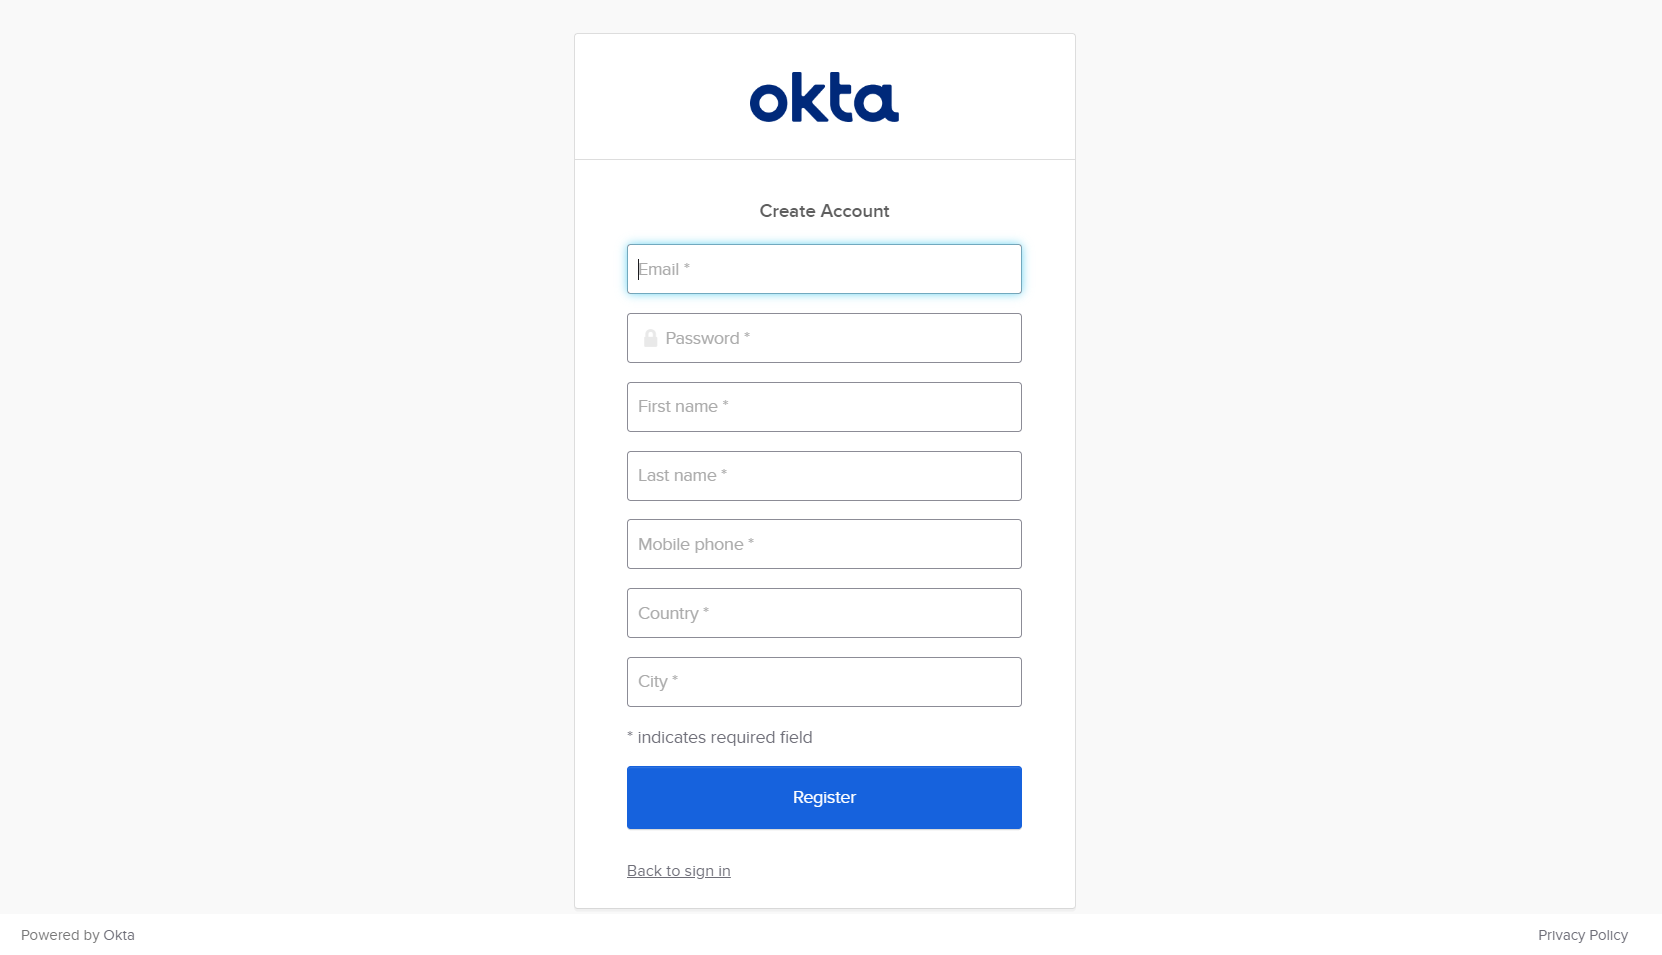 okta
Create Account
Email *
Password *
First name *
Last name *
Mobile phone *
Country *
City *
* indicates required field
Register
Back to sign in
Powered by Okta
Privacy Policy